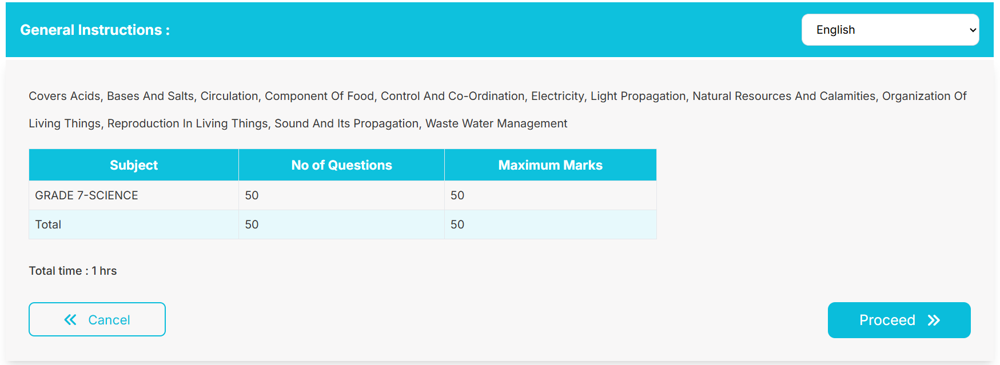 General Instructions :
English
Covers Acids, Bases And Salts, Circulation, Component Of Food, Control And Co-Ordination, Electricity, Light Propagation, Natural Resources And Calamities, Organization Of
Living Things, Reproduction In Living Things, Sound And Its Propagation, Waste Water Management
Subject No of Questions Maximum Marks
GRADE 7-SCIENCE 50 50
Total 50 50
Total time : 1 hrs
Cancel
Proceed